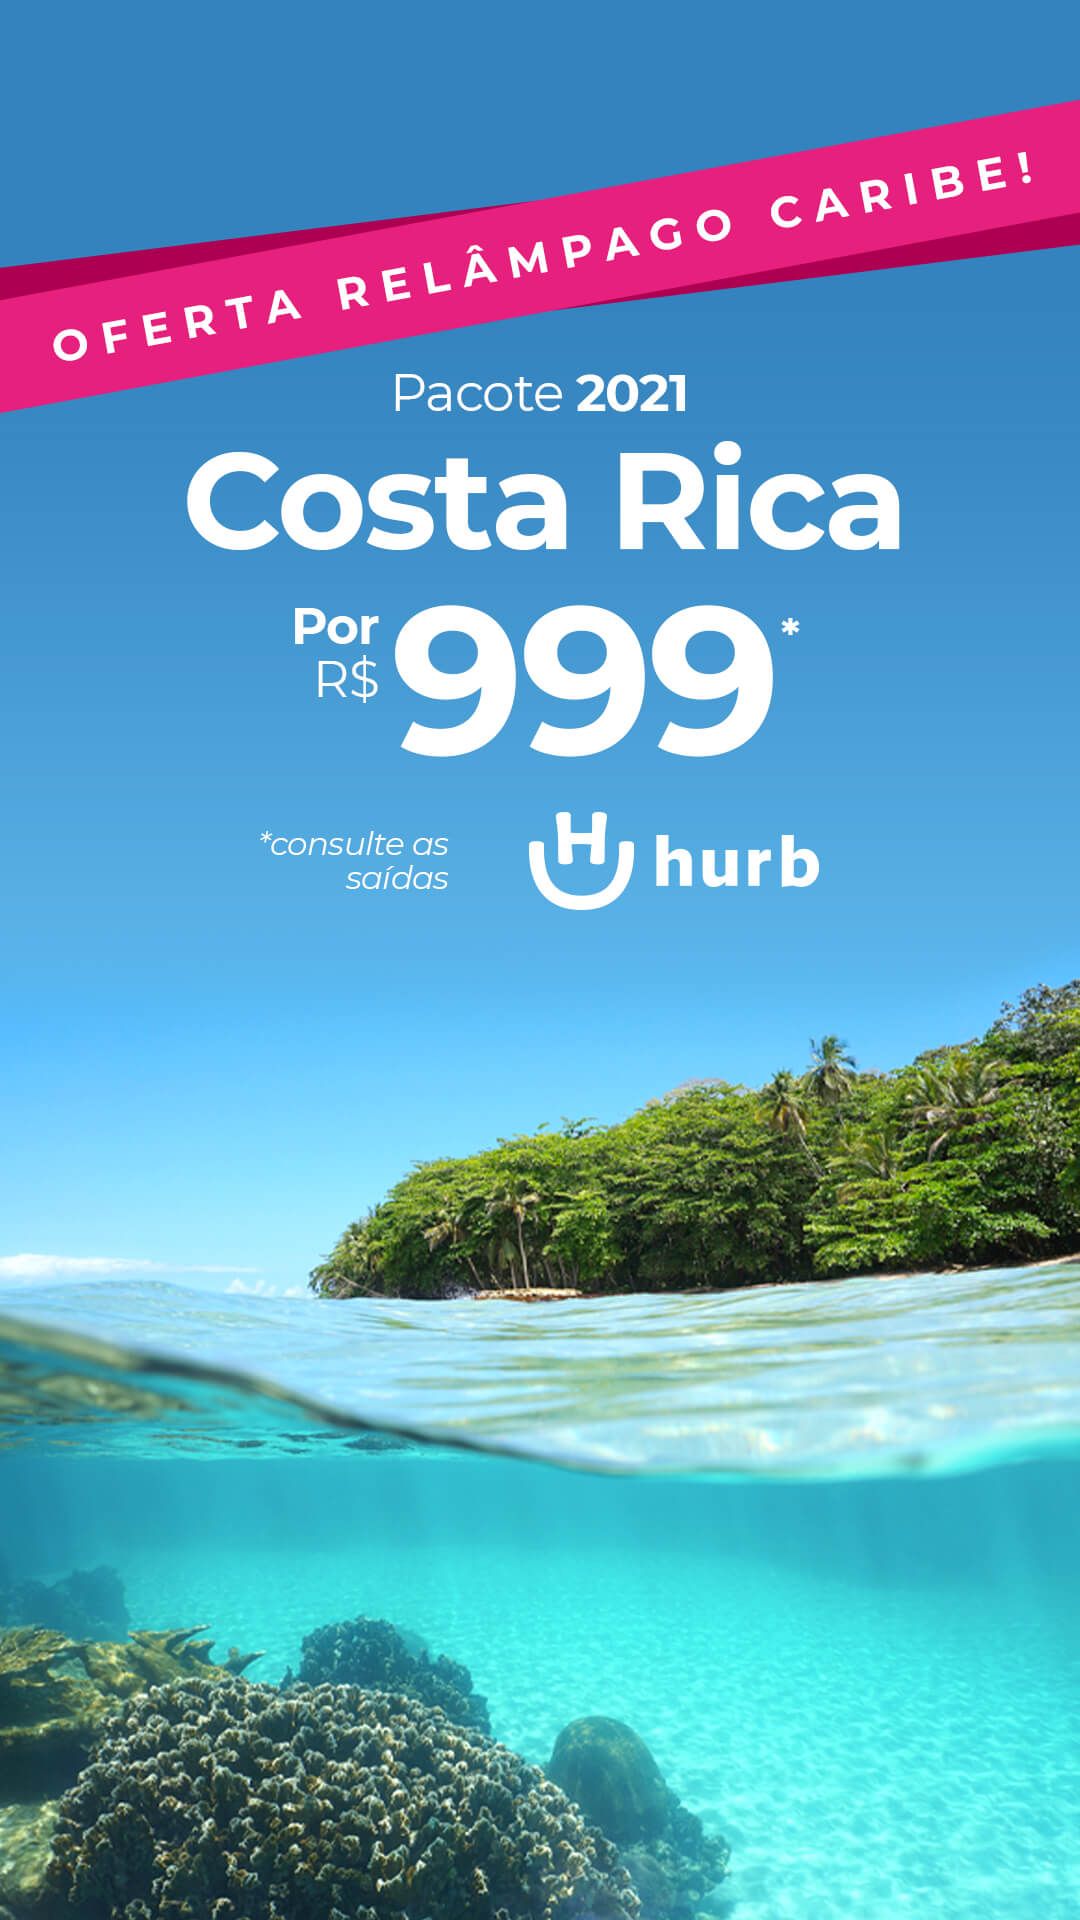 OFERTA RELÂMPAGO CARIBE!
Pacote 2021
Costa Rica
Por
R$ 999*
*consulte as
saídas
H hurb